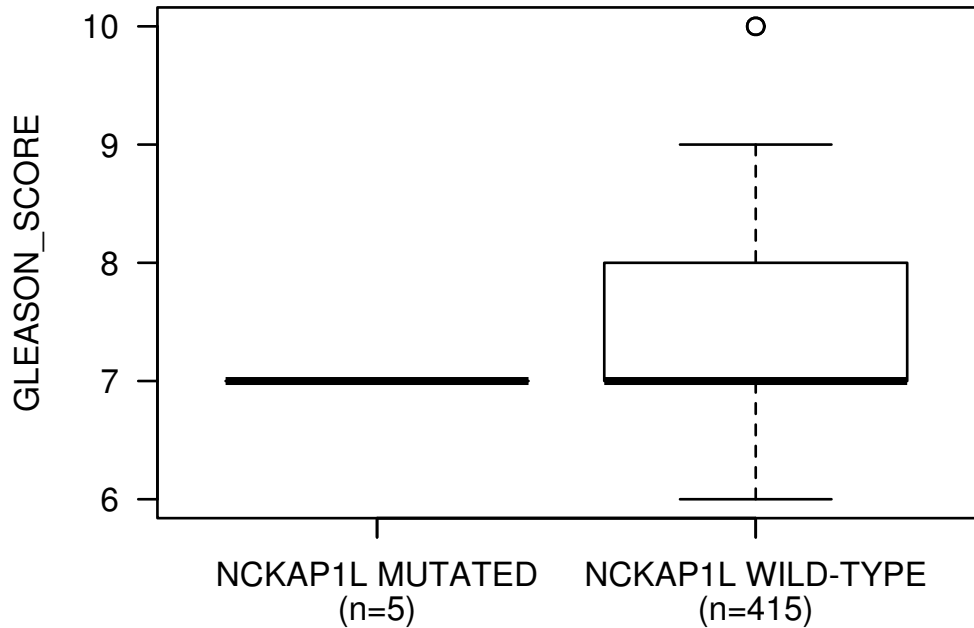 GLEASON_SCORE
10
9
8
7
6
NCKAP1L MUTATED
(n=5)
NCKAP1L WILD-TYPE
(n=415)